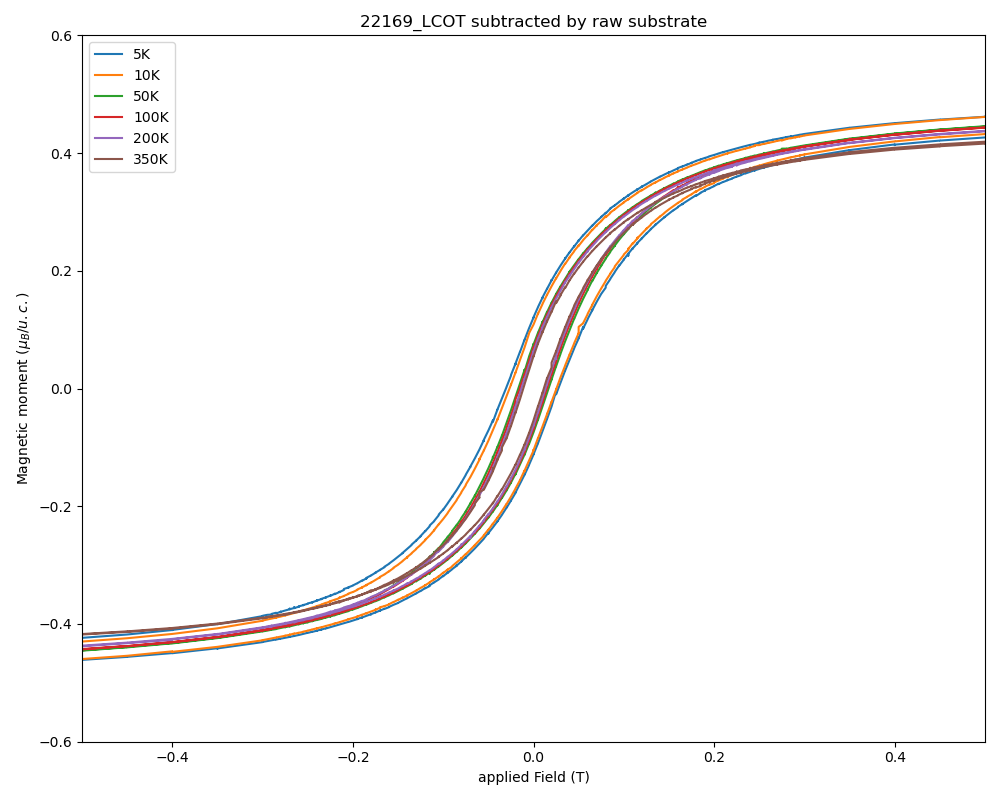 22169_LCOT subtracted by raw substrate
0.6
0.4
0.2
0.0
−0.2
−0.4
−0.6
Magnetic moment (μB/u.c.)
5K
10K
50K
100K
200K
350K
−0.4
−0.2
0.0
0.2
0.4
applied Field (T)